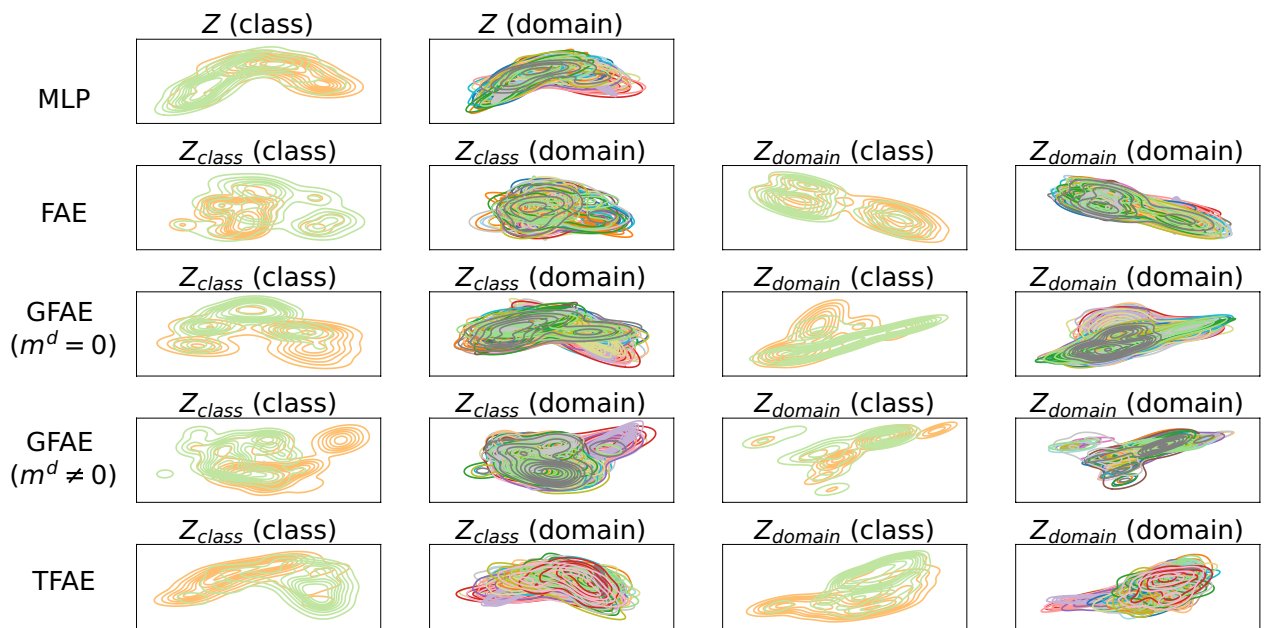 Z (class) Z (domain)
MLP
Z_class (class) Z_class (domain) Z_domain (class) Z_domain (domain)
FAE
Z_class (class) Z_class (domain) Z_domain (class) Z_domain (domain)
GFAE
(m^d = 0)
Z_class (class) Z_class (domain) Z_domain (class) Z_domain (domain)
GFAE
(m^d ≠ 0)
Z_class (class) Z_class (domain) Z_domain (class) Z_domain (domain)
TFAE